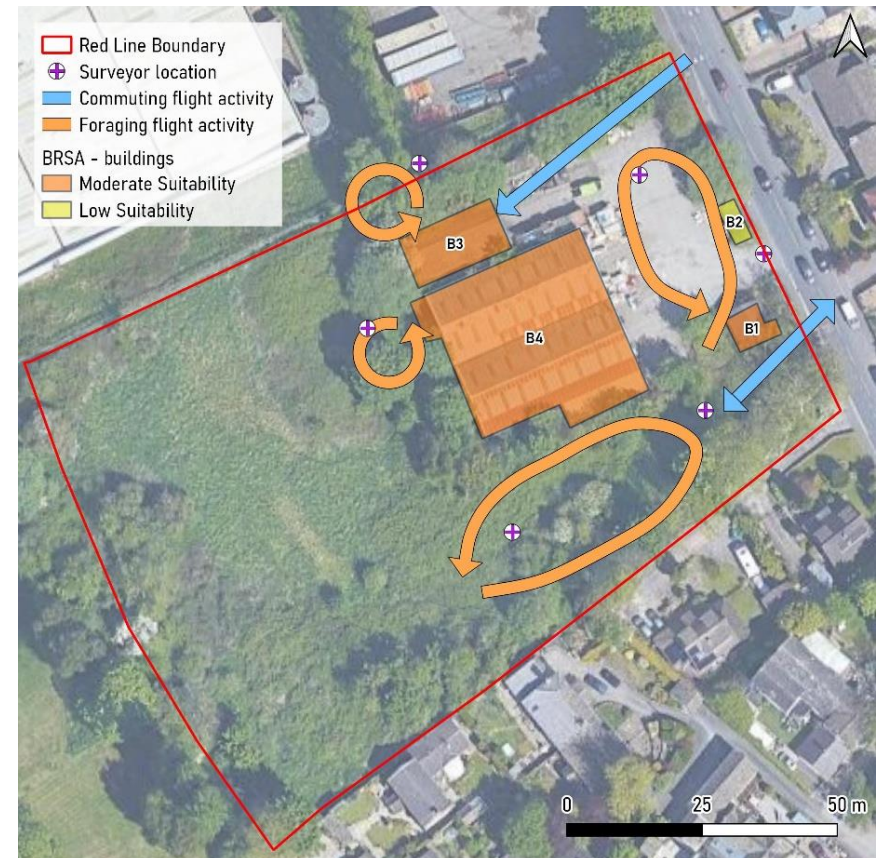 Red Line Boundary
Surveyor location
Commuting flight activity
Foraging flight activity
BRSA - buildings
Moderate Suitability
Low Suitability
B2
B3
B1
B4
0 25 50 m